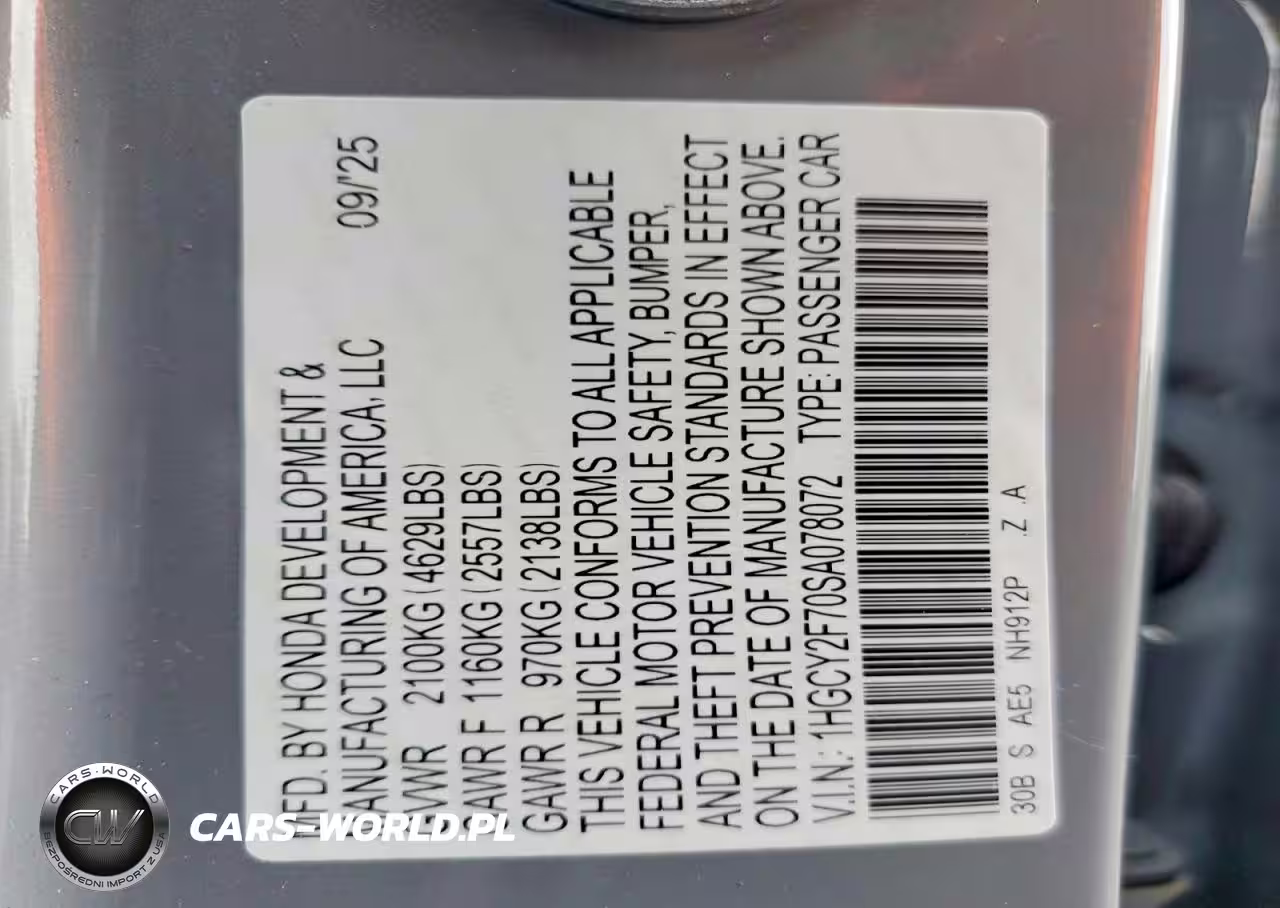 MFD. BY HONDA DEVELOPMENT &
MANUFACTURING OF AMERICA, LLC 09/'25
GVWR 2100KG (4629LBS)
GAWR F 1160KG (2557LBS)
GAWR R 970KG (2138LBS)
THIS VEHICLE CONFORMS TO ALL APPLICABLE
FEDERAL MOTOR VEHICLE SAFETY, BUMPER,
AND THEFT PREVENTION STANDARDS IN EFFECT
ON THE DATE OF MANUFACTURE SHOWN ABOVE.
V.I.N.: 1HGCY2F70SA078072 TYPE: PASSENGER CAR
30B S AE5 NH912P .Z .A
CARS-WORLD
CW
BEZPOŚREDNI IMPORT Z USA
CARS-WORLD.PL